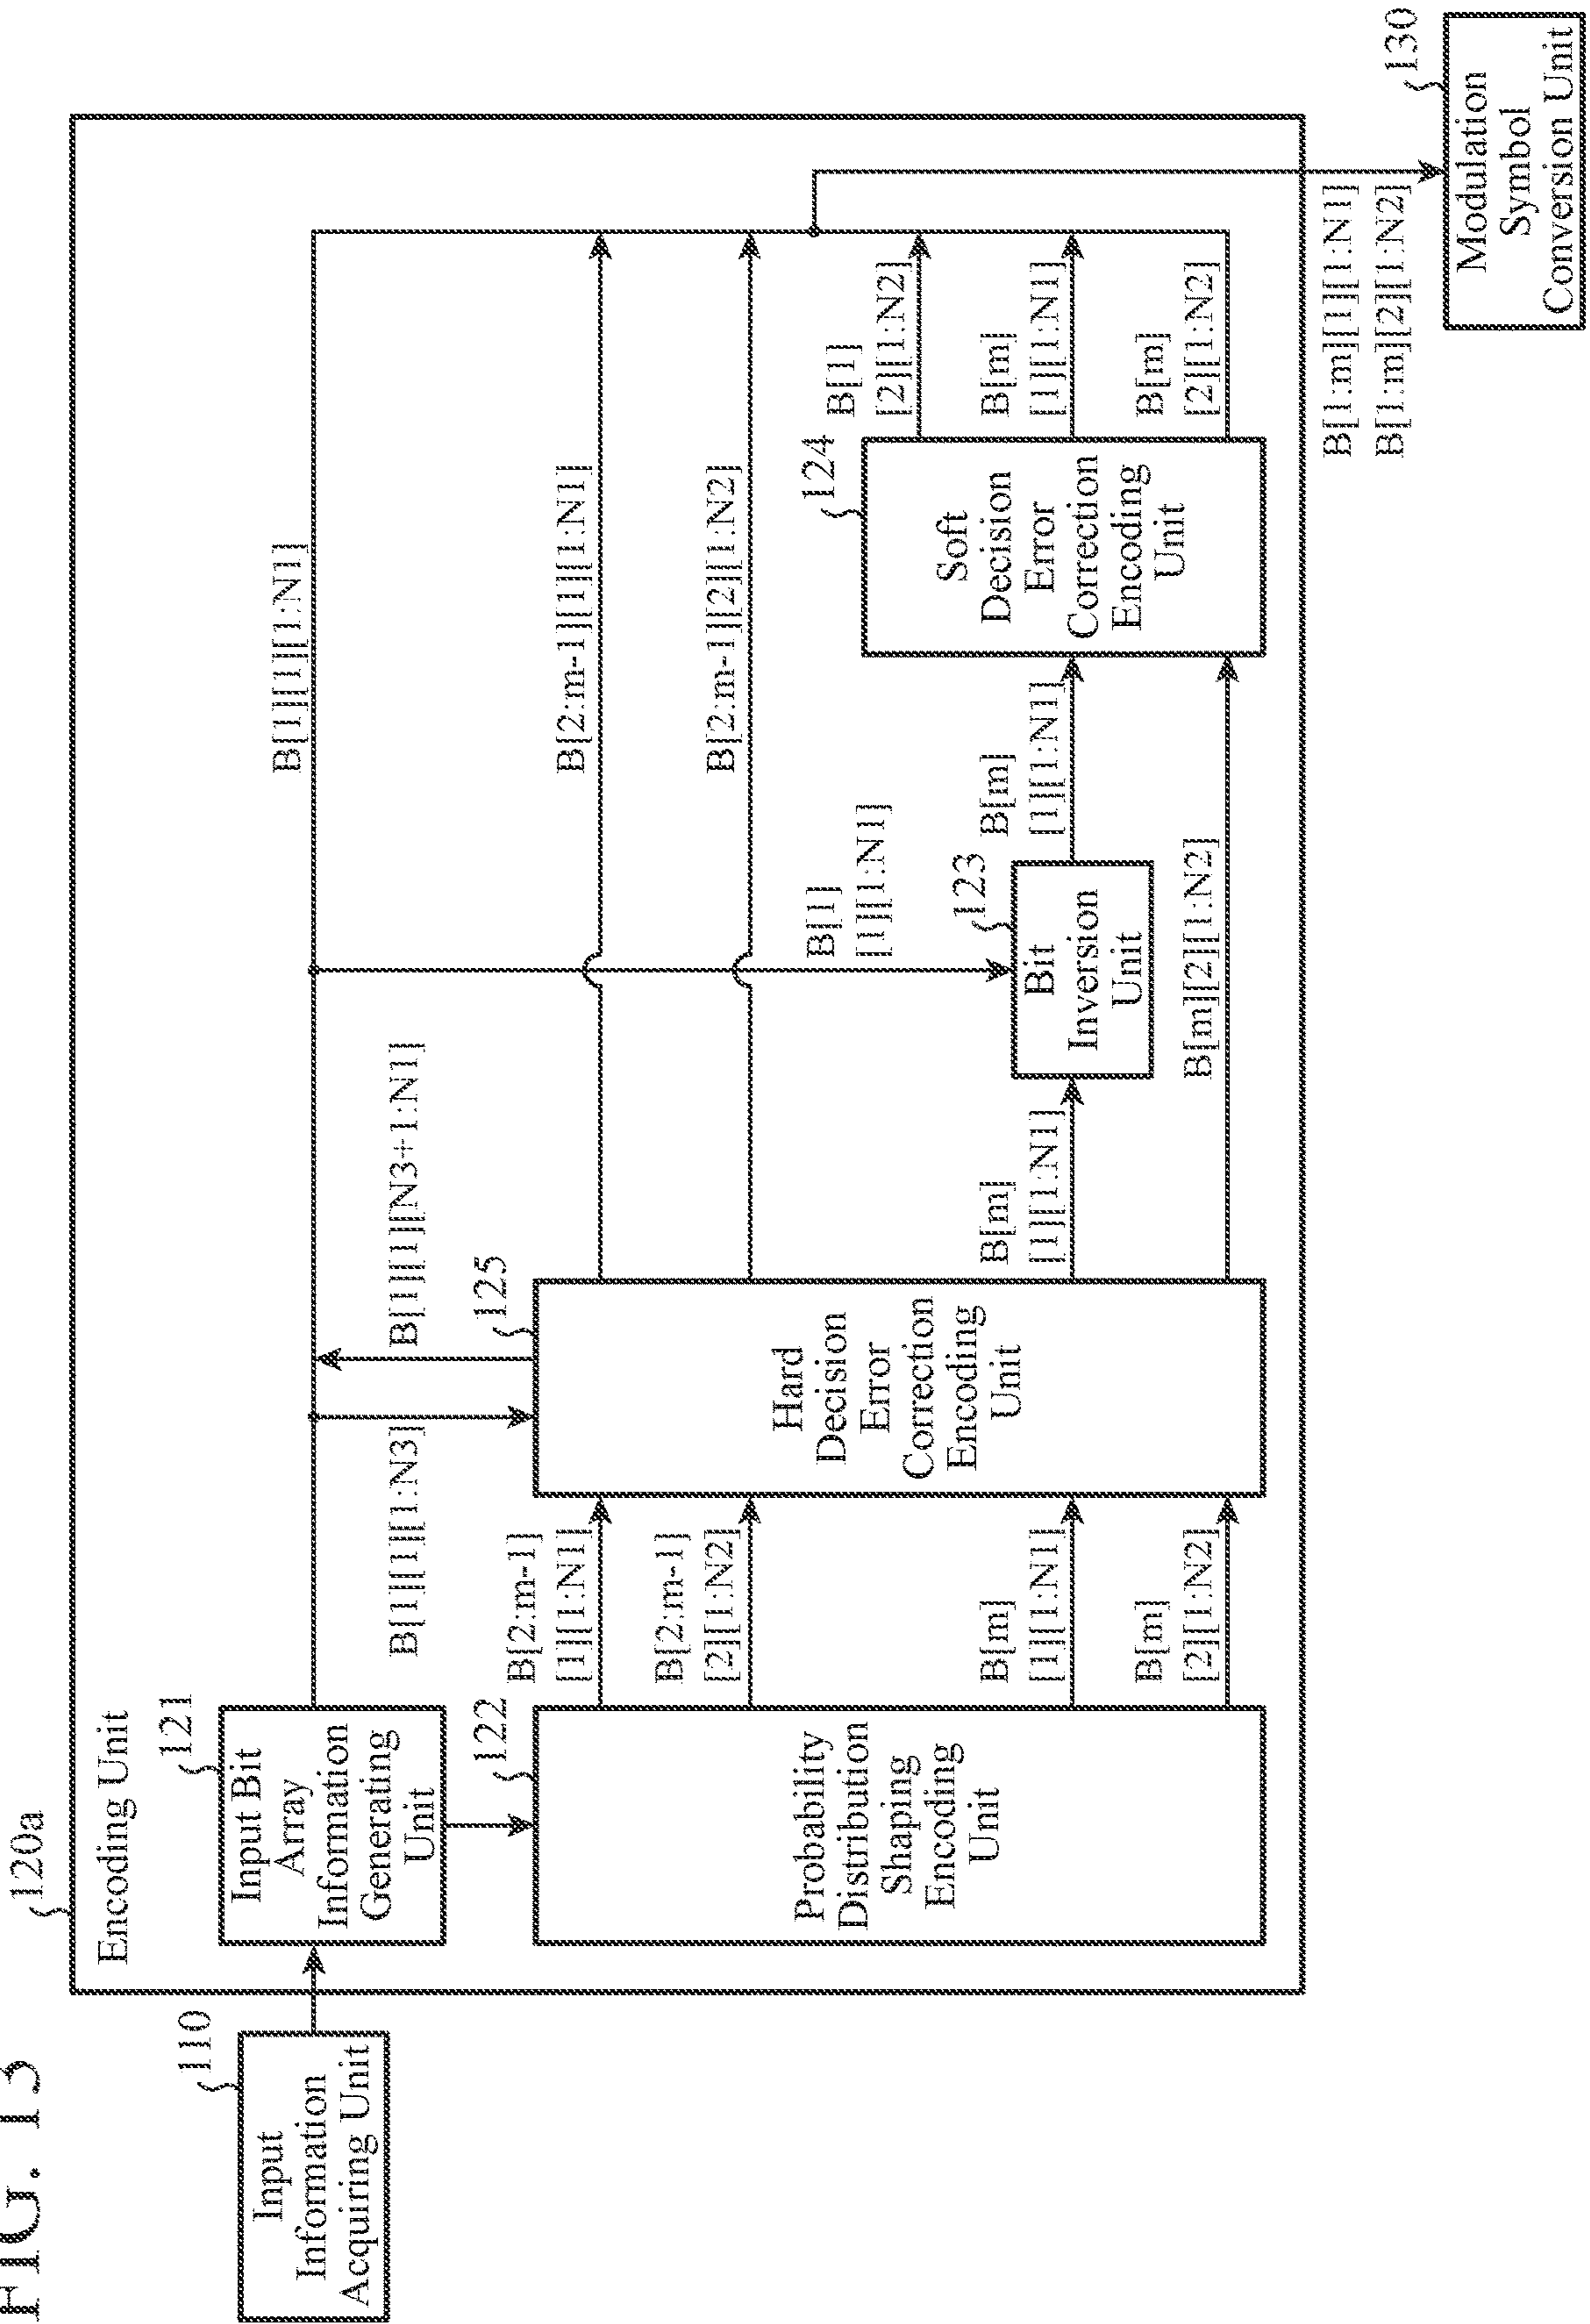 FIG. 13
120a
Encoding Unit
110
Input
Information
Acquiring Unit
121
Input Bit
Array
Information
Generating
Unit
122
Probability
Distribution
Shaping
Encoding
Unit
B[1][1][1:N3]
B[1][1][N3+1:N1]
B[1][1][1:N1]
B[2:m-1]
[1][1:N1]
B[2:m-1]
[2][1:N2]
B[m]
[1][1:N1]
B[m]
[2][1:N2]
125
Hard
Decision
Error
Correction
Encoding
Unit
B[2:m-1][1][1:N1]
B[2:m-1][2][1:N2]
B[m]
[1][1:N1]
B[1]
[1][1:N1]
123
Bit
Inversion
Unit
B[m]
[1][1:N1]
B[m][2][1:N2]
124
Soft
Decision
Error
Correction
Encoding
Unit
B[1]
[2][1:N2]
B[m]
[1][1:N1]
B[m]
[2][1:N2]
B[1:m][1][1:N1]
B[1:m][2][1:N2]
130
Modulation
Symbol
Conversion Unit